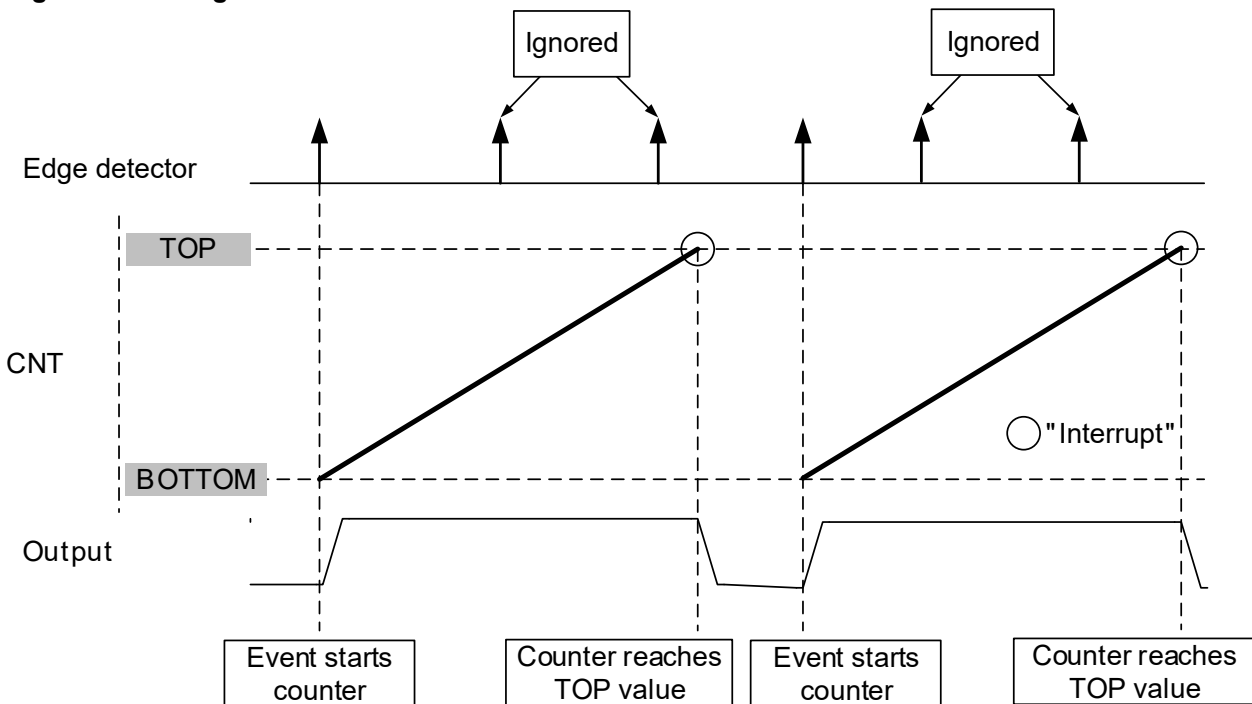 Ignored
Ignored
Edge detector
TOP
CNT
"Interrupt"
BOTTOM
Output
Event starts
counter
Counter reaches
TOP value
Event starts
counter
Counter reaches
TOP value